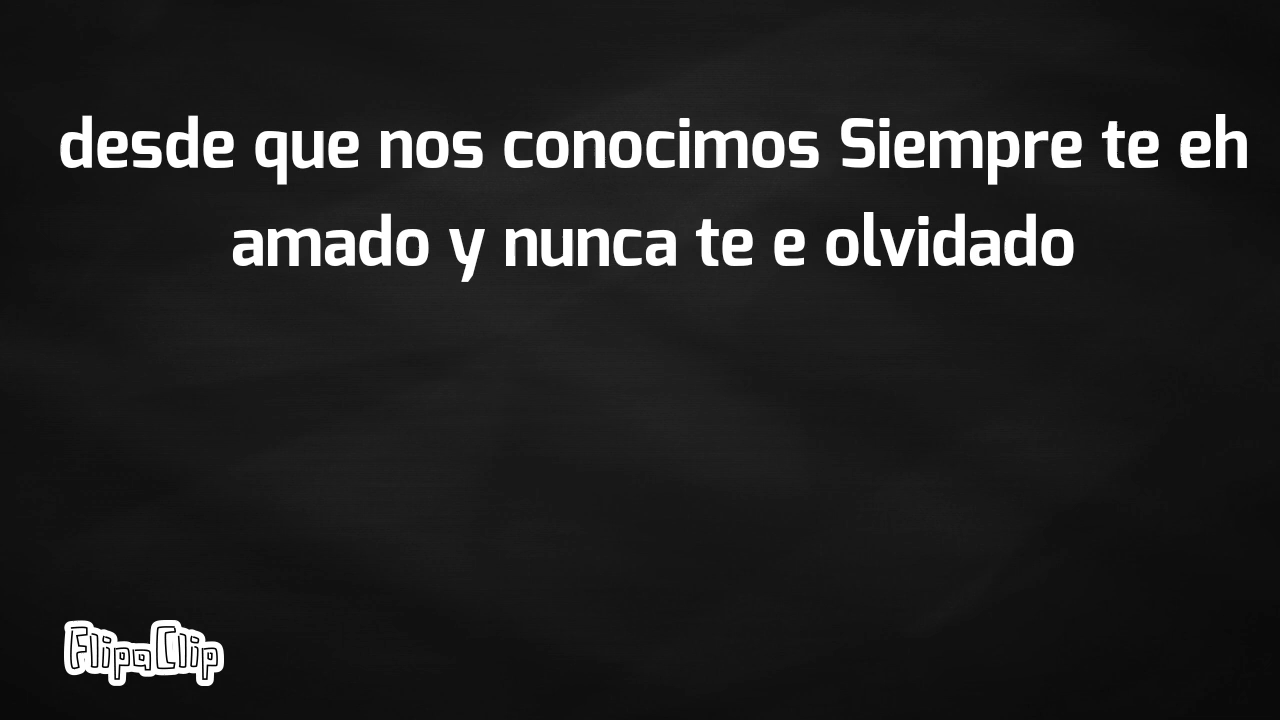 desde que nos conocimos Siempre te eh
amado y nunca te e olvidado
FlipaClip